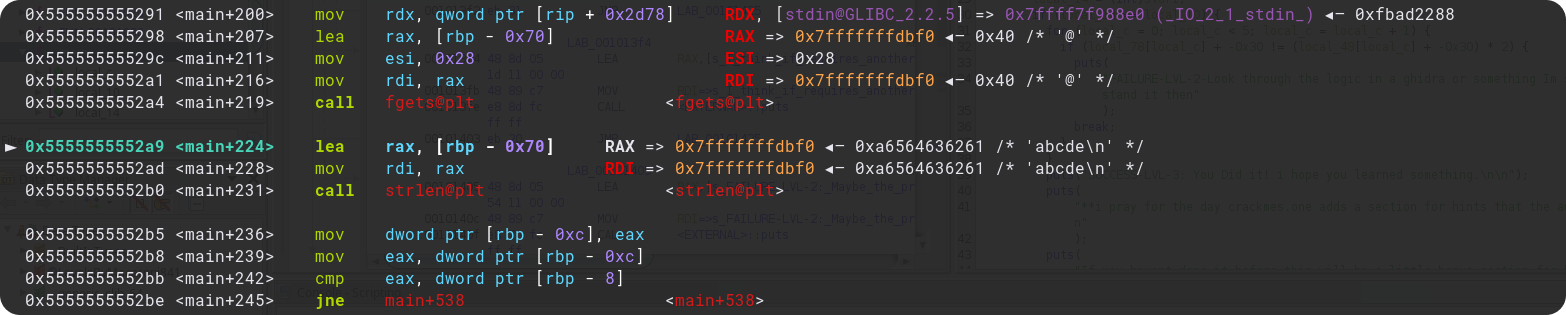 0x555555555291 <main+200> mov rdx, qword ptr [rip + 0x2d78] RDX, [stdin@GLIBC_2.2.5] => 0x7ffff7f988e0 (_IO_2_1_stdin_) ◂— 0xfbad2288
0x555555555298 <main+207> lea rax, [rbp - 0x70] RAX => 0x7fffffffdbf0 ◂— 0x40 /* '@' */
0x55555555529c <main+211> mov esi, 0x28 ESI => 0x28
0x5555555552a1 <main+216> mov rdi, rax RDI => 0x7fffffffdbf0 ◂— 0x40 /* '@' */
0x5555555552a4 <main+219> call fgets@plt <fgets@plt>
► 0x5555555552a9 <main+224> lea rax, [rbp - 0x70] RAX => 0x7fffffffdbf0 ◂— 0xa6564636261 /* 'abcde\n' */
0x5555555552ad <main+228> mov rdi, rax RDI => 0x7fffffffdbf0 ◂— 0xa6564636261 /* 'abcde\n' */
0x5555555552b0 <main+231> call strlen@plt <strlen@plt>
0x5555555552b5 <main+236> mov dword ptr [rbp - 0xc], eax
0x5555555552b8 <main+239> mov eax, dword ptr [rbp - 0xc]
0x5555555552bb <main+242> cmp eax, dword ptr [rbp - 8]
0x5555555552be <main+245> jne main+538 <main+538>